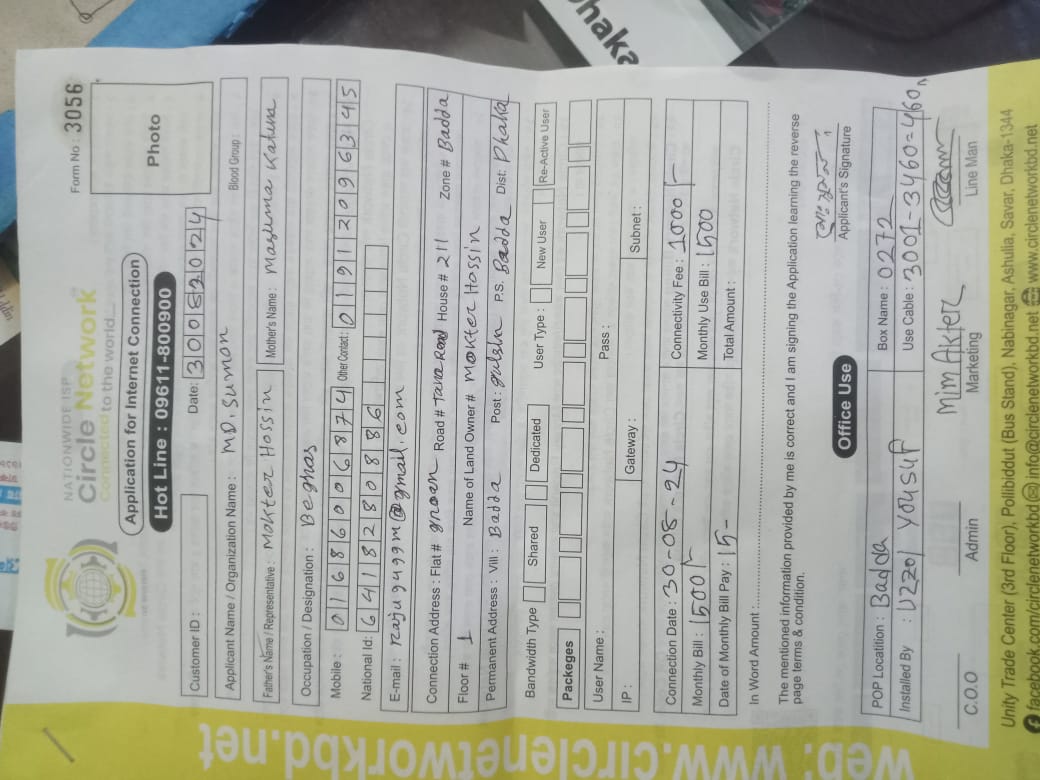 NATIONWIDE ISP
Circle Network
Connected to the world....
Form No : 3056
Application for Internet Connection
Hot Line : 09611-800900
Photo
Customer ID : Date: 30082024
Applicant Name / Organization Name : MD. Sumon Blood Group :
Father's Name / Representative : Mokter Hossin Mother's Name : Maslima Katun
Occupation / Designation : Beghas
Mobile : 01686006874 Other Contact: 01912096345
National Id: 6418280886
E-mail : Rajuguggm@gmail.com
Connection Address : Flat # groen Road # Tara Road House # 211 Zone # Badda
Floor # 1 Name of Land Owner # Mokter Hossin
Permanent Address : Vill : Badda Post : gulshn P.S. Badda Dist: Dhaka
Bandwidth Type Shared Dedicated User Type : New User Re-Active User
Packeges
User Name : Pass :
IP : Gateway : Subnet :
Connection Date : 30-08-24 Connectivity Fee : 1000/-
Monthly Bill : 1500/- Monthly Use Bill : 1500
Date of Monthly Bill Pay : 15- Total Amount :
In Word Amount :
The mentioned information provided by me is correct and I am signing the Application learning the reverse
page terms & condition.
Applicant's Signature
Office Use
POP Locatition : Badda Box Name : 0272
Installed By : Uzzol yousuf Use Cable : 3001-3460=460m
Mim Akter
C.O.O Admin Marketing Line Man
Unity Trade Center (3rd Floor), Pollibiddut (Bus Stand), Nabinagar, Ashulia, Savar, Dhaka-1344
facebook.com/circlenetworkbd info@circlenetworkbd.net www.circlenetworkbd.net
web: www.circlenetworkbd.net
Dhaka